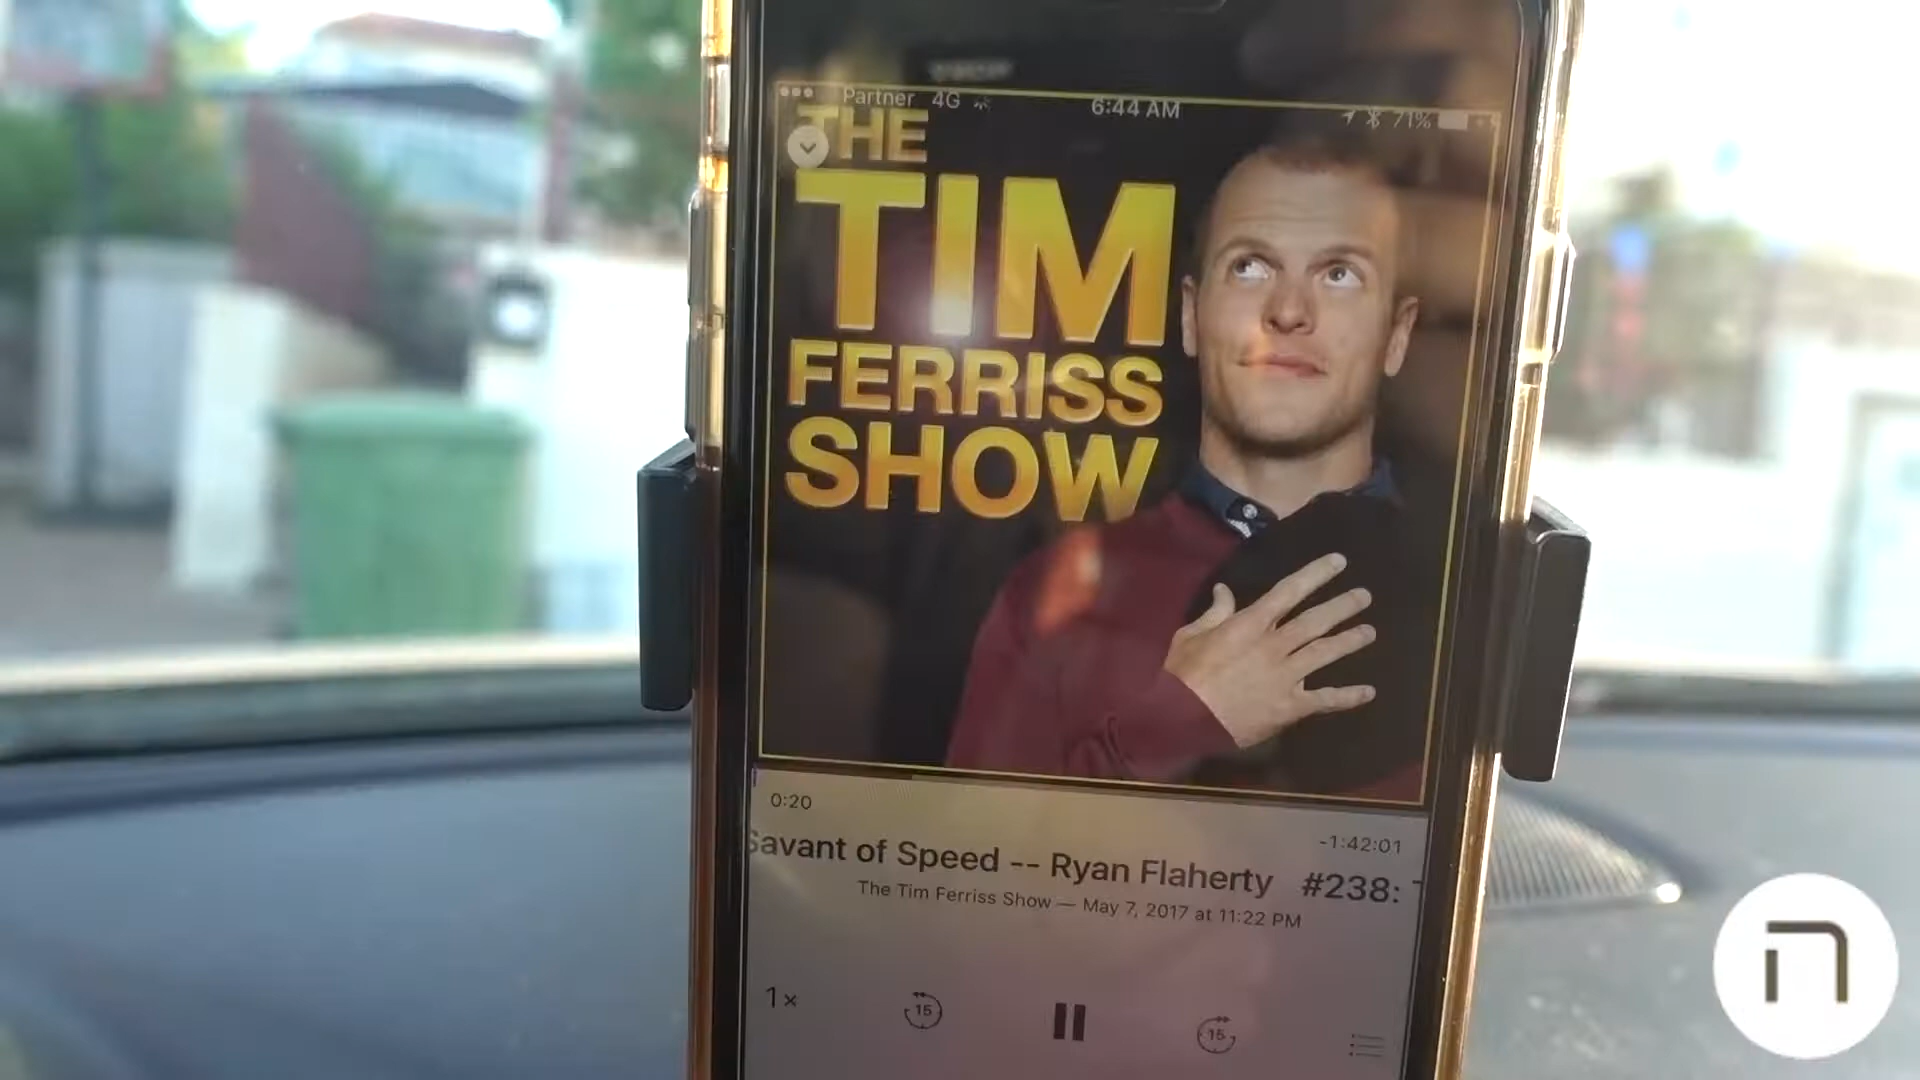 Partner 4G 6:44 AM 71%
THE
TIM
FERRISS
SHOW
0:20 -1:42:01
Savant of Speed -- Ryan Flaherty #238:
The Tim Ferriss Show — May 7, 2017 at 11:22 PM
1x 15 15
ח